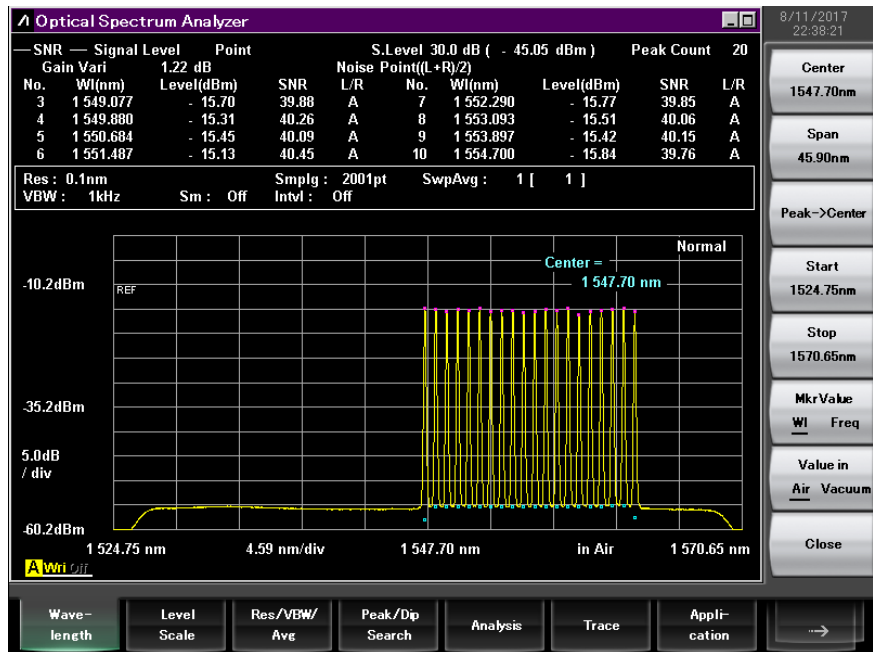 Optical Spectrum Analyzer
8/11/2017
22:38:21
SNR — Signal Level Point S.Level 30.0 dB ( - 45.05 dBm ) Peak Count 20
Gain Vari 1.22 dB Noise Point((L+R)/2)
No. Wl(nm) Level(dBm) SNR L/R No. Wl(nm) Level(dBm) SNR L/R
3 1 549.077 - 15.70 39.88 A 7 1 552.290 - 15.77 39.85 A
4 1 549.880 - 15.31 40.26 A 8 1 553.093 - 15.51 40.06 A
5 1 550.684 - 15.45 40.09 A 9 1 553.897 - 15.42 40.15 A
6 1 551.487 - 15.13 40.45 A 10 1 554.700 - 15.84 39.76 A
Res : 0.1nm Smplg : 2001pt SwpAvg : 1 [ 1 ]
VBW : 1kHz Sm : Off Intvl : Off
Normal
Center =
1 547.70 nm
-10.2dBm
REF
-35.2dBm
5.0dB
/ div
-60.2dBm
1 524.75 nm 4.59 nm/div 1 547.70 nm in Air 1 570.65 nm
A Wri Off
Center
1547.70nm
Span
45.90nm
Peak->Center
Start
1524.75nm
Stop
1570.65nm
MkrValue
Wl Freq
Value in
Air Vacuum
Close
Wave-
length
Level
Scale
Res/VBW/
Avg
Peak/Dip
Search
Analysis
Trace
Appli-
cation